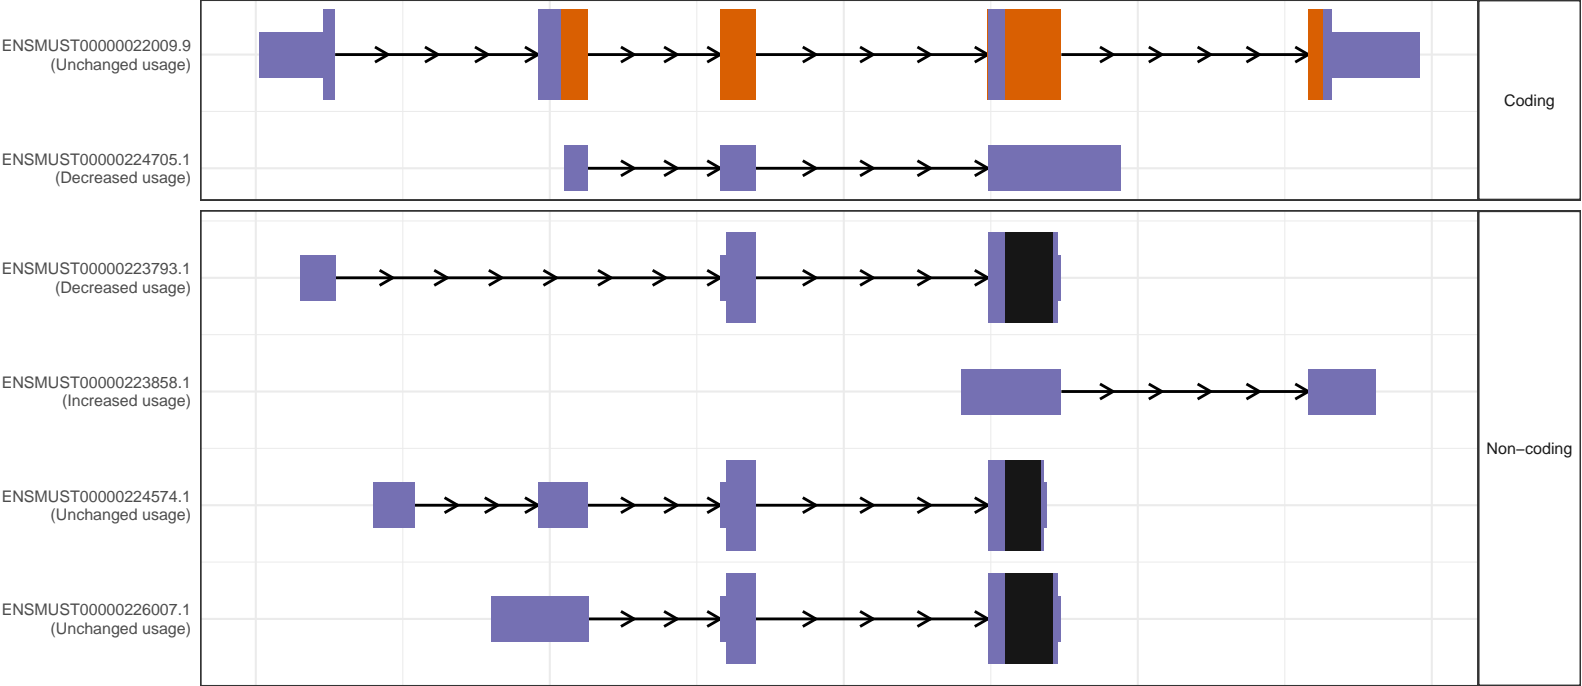 ENSMUST00000022009.9
(Unchanged usage)
Coding
ENSMUST00000224705.1
(Decreased usage)
ENSMUST00000223793.1
(Decreased usage)
ENSMUST00000223858.1
(Increased usage)
Non−coding
ENSMUST00000224574.1
(Unchanged usage)
ENSMUST00000226007.1
(Unchanged usage)